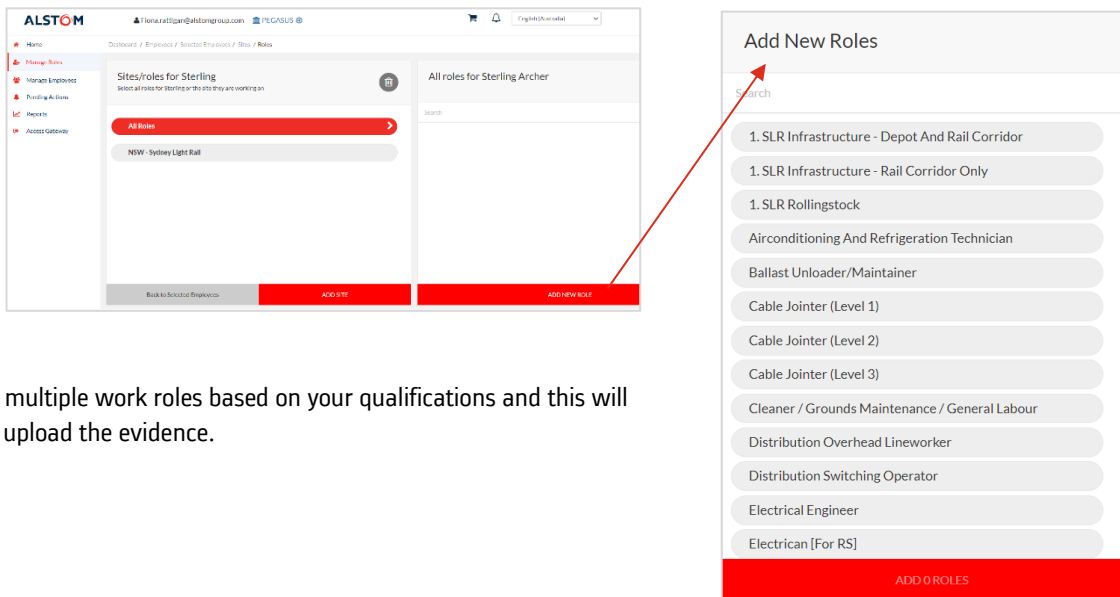 ALSTOM
Fiona.rattigan@alstomgroup.com
PEGASUS
English (Australia)
Home
Manage Roles
Manage Employees
Pending Actions
Reports
Access Gateway
Dashboard / Employees / Selected Employees / Sites / Roles
Sites/roles for Sterling
Select all roles for Sterling or the site they are working on
All Roles
NSW - Sydney Light Rail
Back to Selected Employees
ADD SITE
All roles for Sterling Archer
Search
ADD NEW ROLE
multiple work roles based on your qualifications and this will
upload the evidence.
Add New Roles
Search
1. SLR Infrastructure - Depot And Rail Corridor
1. SLR Infrastructure - Rail Corridor Only
1. SLR Rollingstock
Airconditioning And Refrigeration Technician
Ballast Unloader/Maintainer
Cable Jointer (Level 1)
Cable Jointer (Level 2)
Cable Jointer (Level 3)
Cleaner / Grounds Maintenance / General Labour
Distribution Overhead Lineworker
Distribution Switching Operator
Electrical Engineer
Electrican [For RS]
ADD 0 ROLES